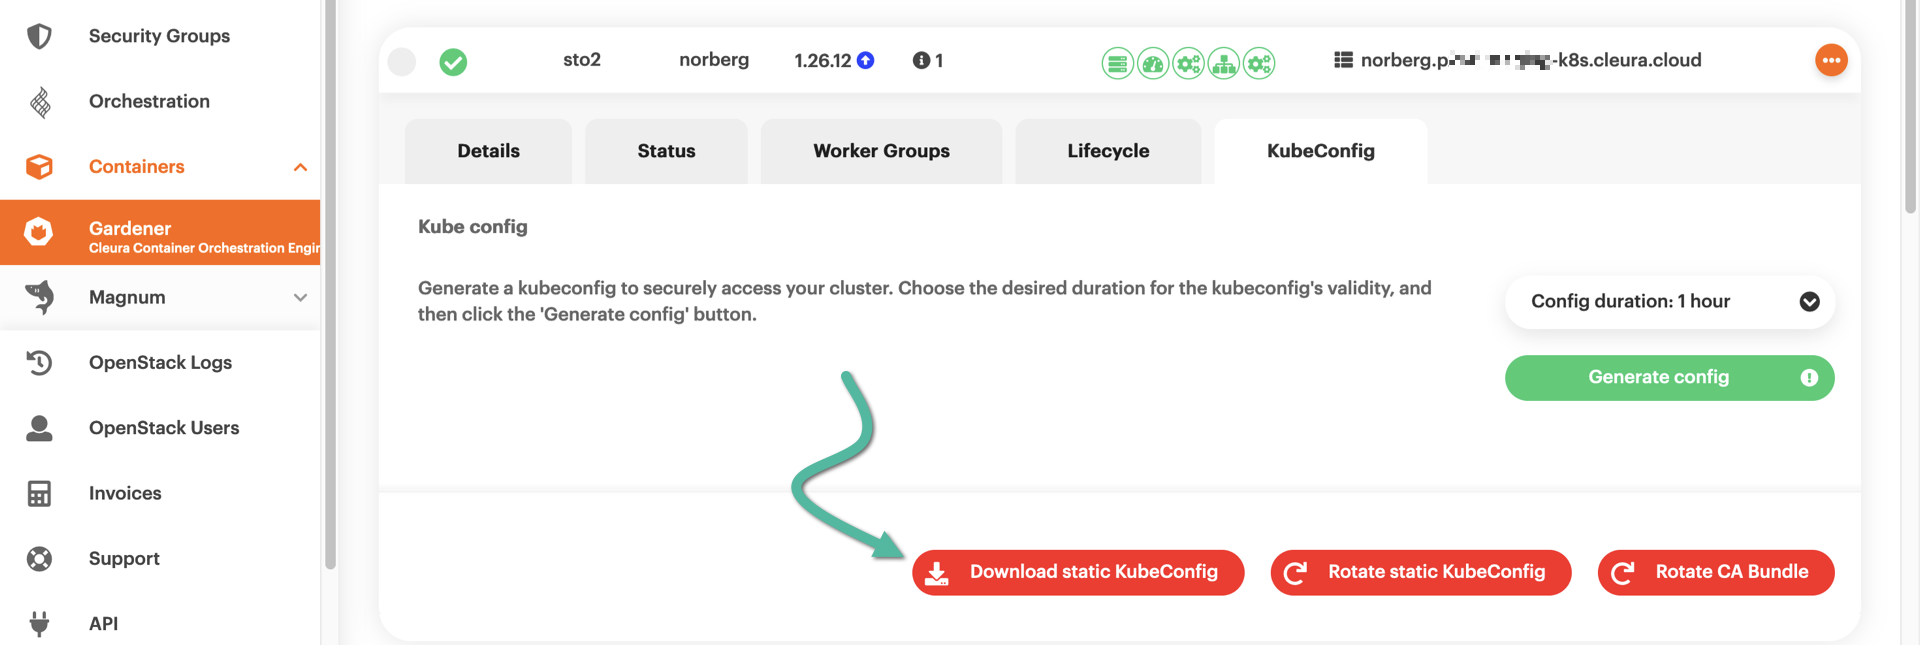 Security Groups
Orchestration
Containers
Gardener
Cleura Container Orchestration Engin
Magnum
OpenStack Logs
OpenStack Users
Invoices
Support
API
sto2 norberg 1.26.12 1 norberg.p -k8s.cleura.cloud
Details Status Worker Groups Lifecycle KubeConfig
Kube config
Generate a kubeconfig to securely access your cluster. Choose the desired duration for the kubeconfig's validity, and
then click the 'Generate config' button.
Config duration: 1 hour
Generate config
Download static KubeConfig Rotate static KubeConfig Rotate CA Bundle